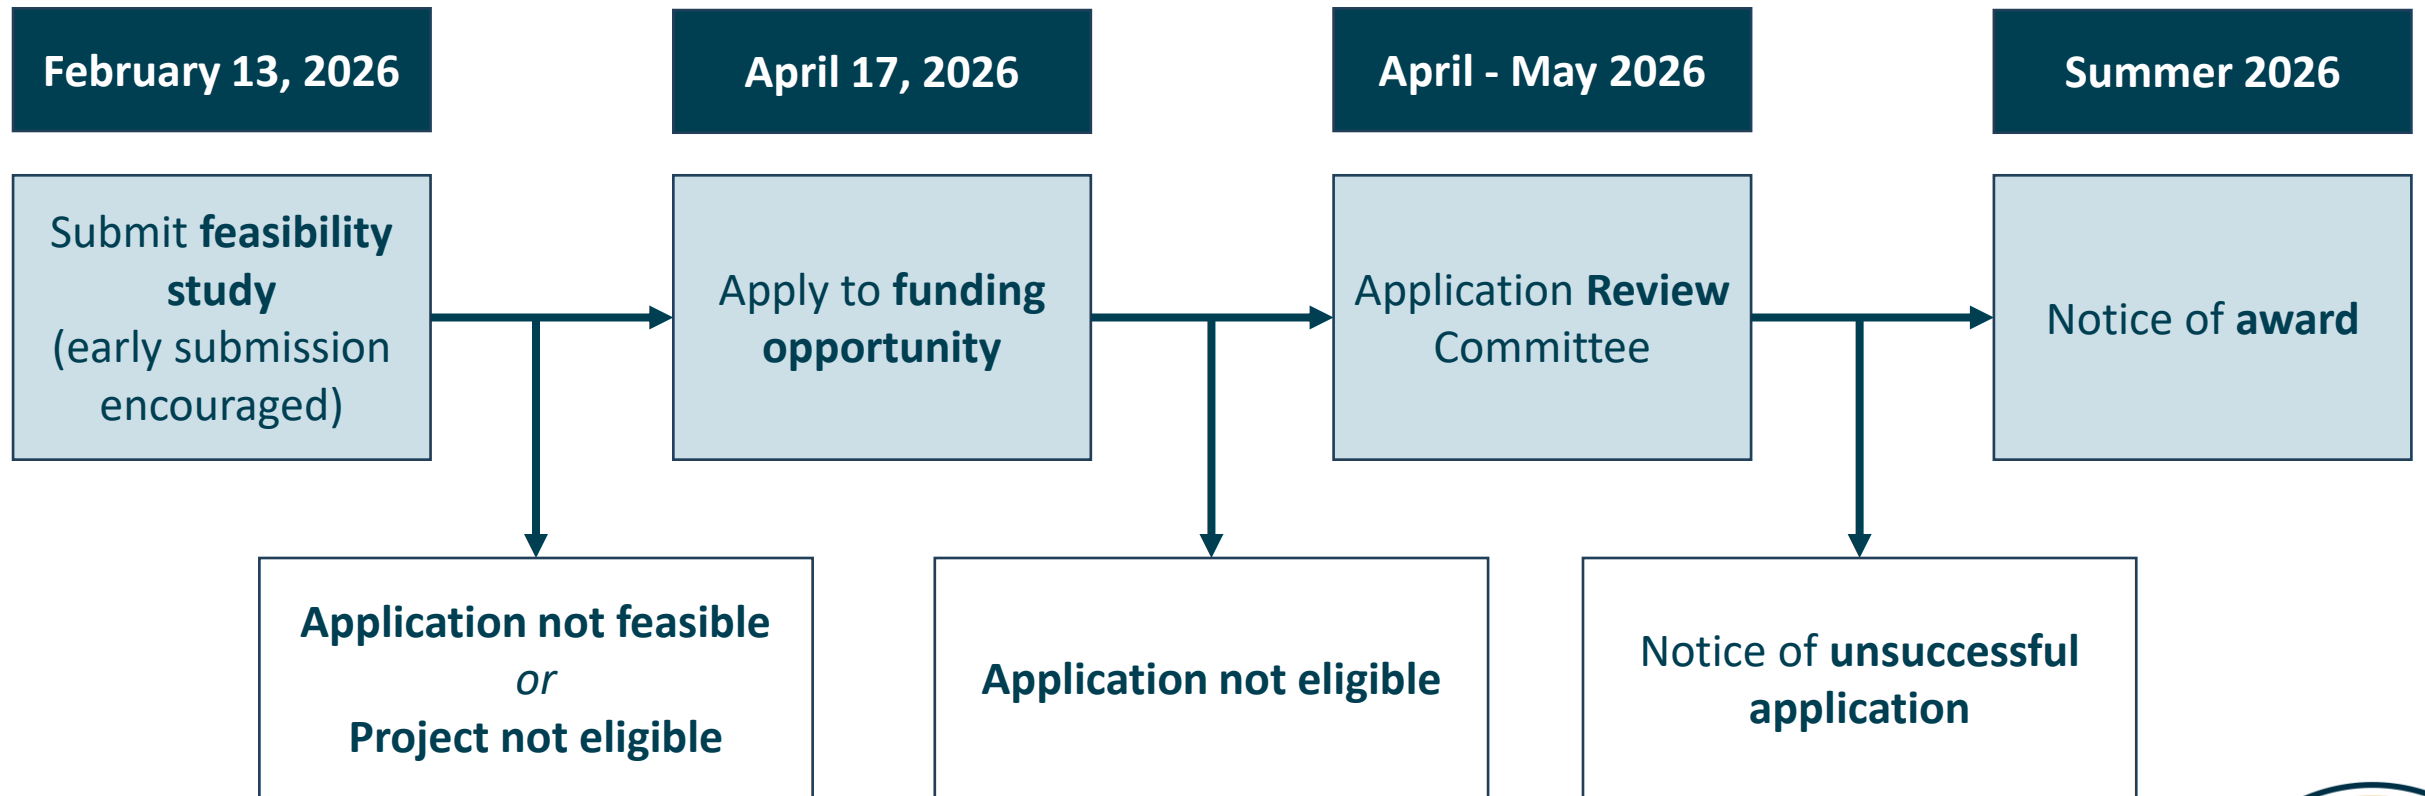 February 13, 2026
April 17, 2026
April - May 2026
Summer 2026
Submit feasibility
study
(early submission
encouraged)
Apply to funding
opportunity
Application Review
Committee
Notice of award
Application not feasible
or
Project not eligible
Application not eligible
Notice of unsuccessful
application